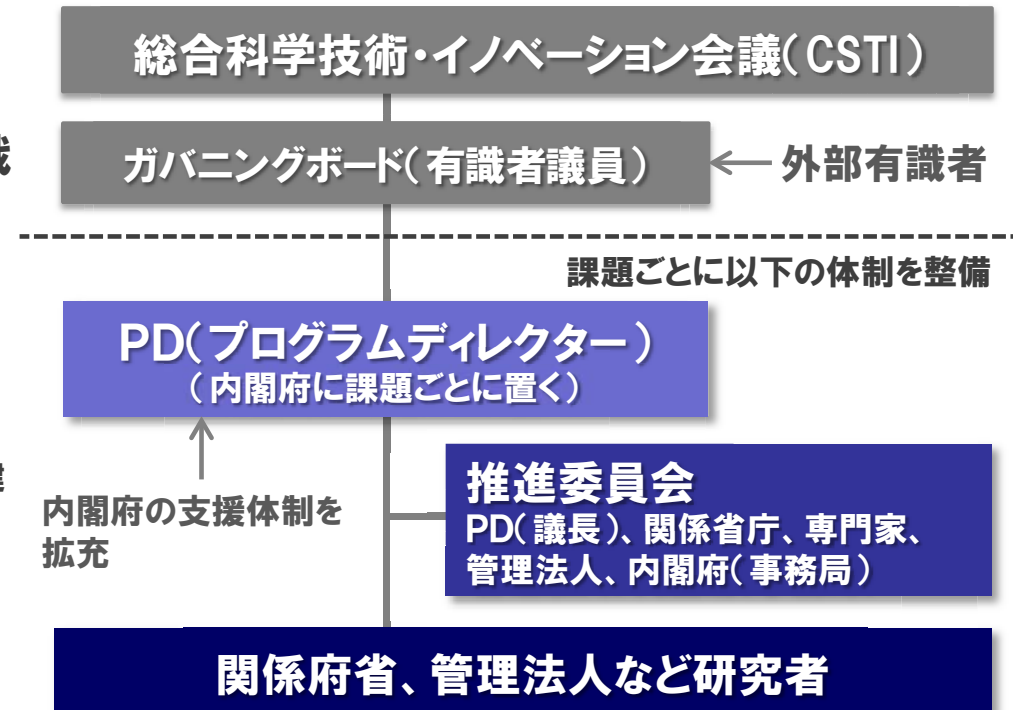 総合科学技術・イノベーション会議(CSTI)
ガバニングボード(有識者議員)
外部有識者
課題ごとに以下の体制を整備
PD(プログラムディレクター)
(内閣府に課題ごとに置く)
内閣府の支援体制を
拡充
推進委員会
PD(議長)、関係省庁、専門家、
管理法人、内閣府(事務局)
関係府省、管理法人など研究者